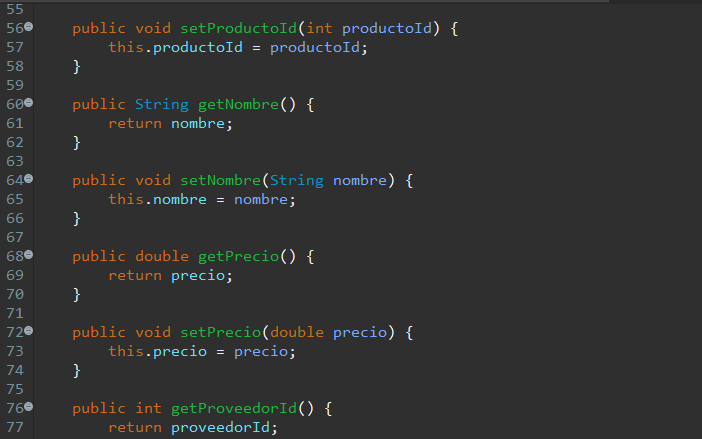 55
56 public void setProductoId(int productoId) {
57 this.productoId = productoId;
58 }
59
60 public String getNombre() {
61 return nombre;
62 }
63
64 public void setNombre(String nombre) {
65 this.nombre = nombre;
66 }
67
68 public double getPrecio() {
69 return precio;
70 }
71
72 public void setPrecio(double precio) {
73 this.precio = precio;
74 }
75
76 public int getProveedorId() {
77 return proveedorId;